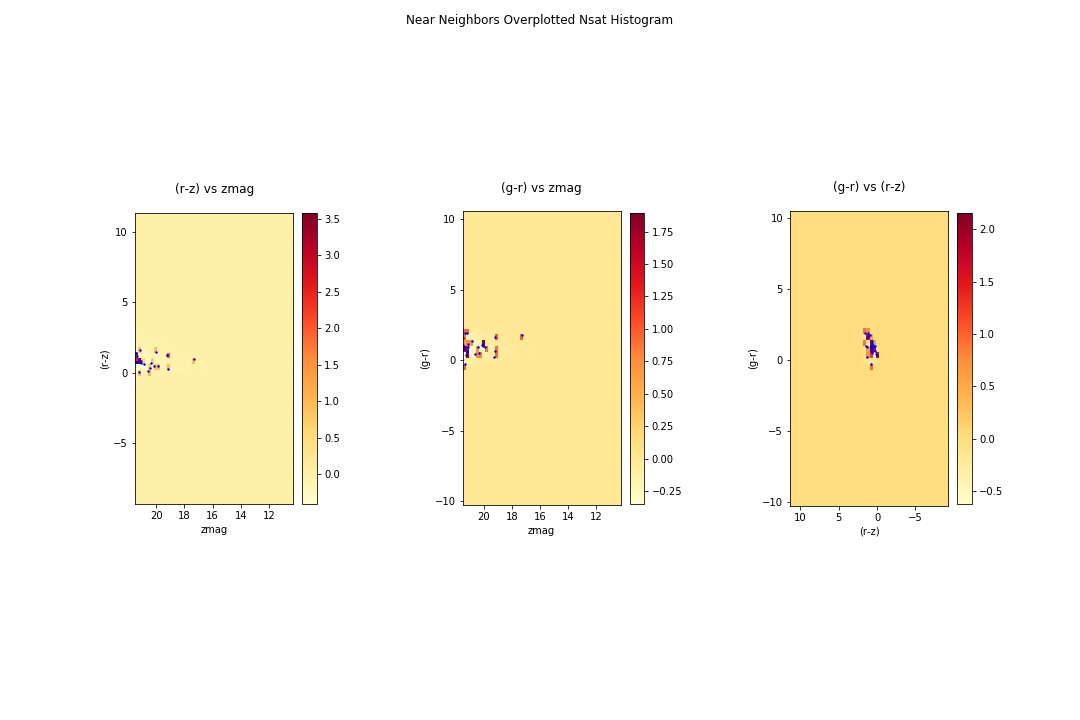 Near Neighbors Overplotted Nsat Histogram
(r-z) vs zmag
10
5
0
−5
(r-z)
20 18 16 14 12
zmag
3.5
3.0
2.5
2.0
1.5
1.0
0.5
0.0
(g-r) vs zmag
10
5
0
−5
−10
(g-r)
20 18 16 14 12
zmag
1.75
1.50
1.25
1.00
0.75
0.50
0.25
0.00
−0.25
(g-r) vs (r-z)
10
5
0
−5
−10
(g-r)
10 5 0 −5
(r-z)
2.0
1.5
1.0
0.5
0.0
−0.5